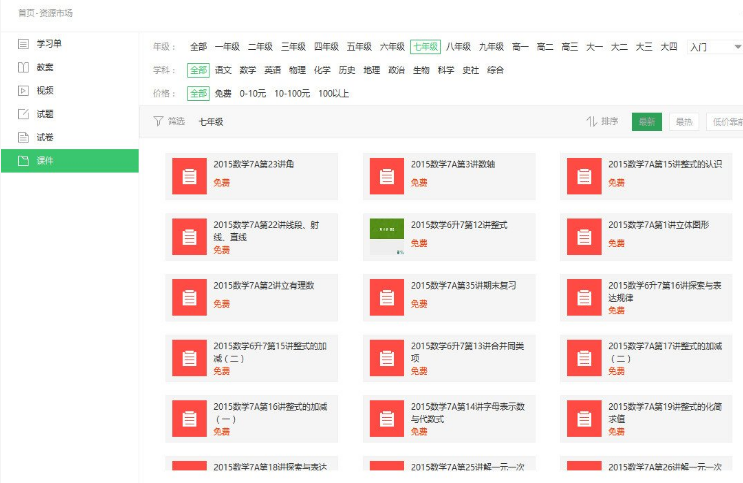 首页-资源市场
学习单
教案
视频
试题
试卷
课件
年级： 全部 一年级 二年级 三年级 四年级 五年级 六年级 七年级 八年级 九年级 高一 高二 高三 大一 大二 大三 大四 入门
学科： 全部 语文 数学 英语 物理 化学 历史 地理 政治 生物 科学 史社 综合
价格： 全部 免费 0-10元 10-100元 100以上
筛选 七年级 排序 最新 最热
2015数学7A第23讲角
免费
2015数学7A第3讲数轴
免费
2015数学7A第15讲整式的认识
免费
2015数学7A第22讲线段、射
线、直线
免费
2015数学6升7第12讲整式
免费
2015数学7A第1讲立体图形
免费
2015数学7A第2讲立有理数
免费
2015数学7A第35讲期末复习
免费
2015数学6升7第16讲探索与表
达规律
免费
2015数学6升7第15讲整式的加
减（二）
免费
2015数学6升7第13讲合并同类
项
免费
2015数学7A第17讲整式的加减
（二）
免费
2015数学7A第16讲整式的加减
（一）
免费
2015数学7A第14讲字母表示数
与代数式
免费
2015数学7A第19讲整式的化简
求值
免费
2015数学7A第18讲探索与表达
2015数学7A第25讲解一元一次
2015数学7A第26讲解一元一次